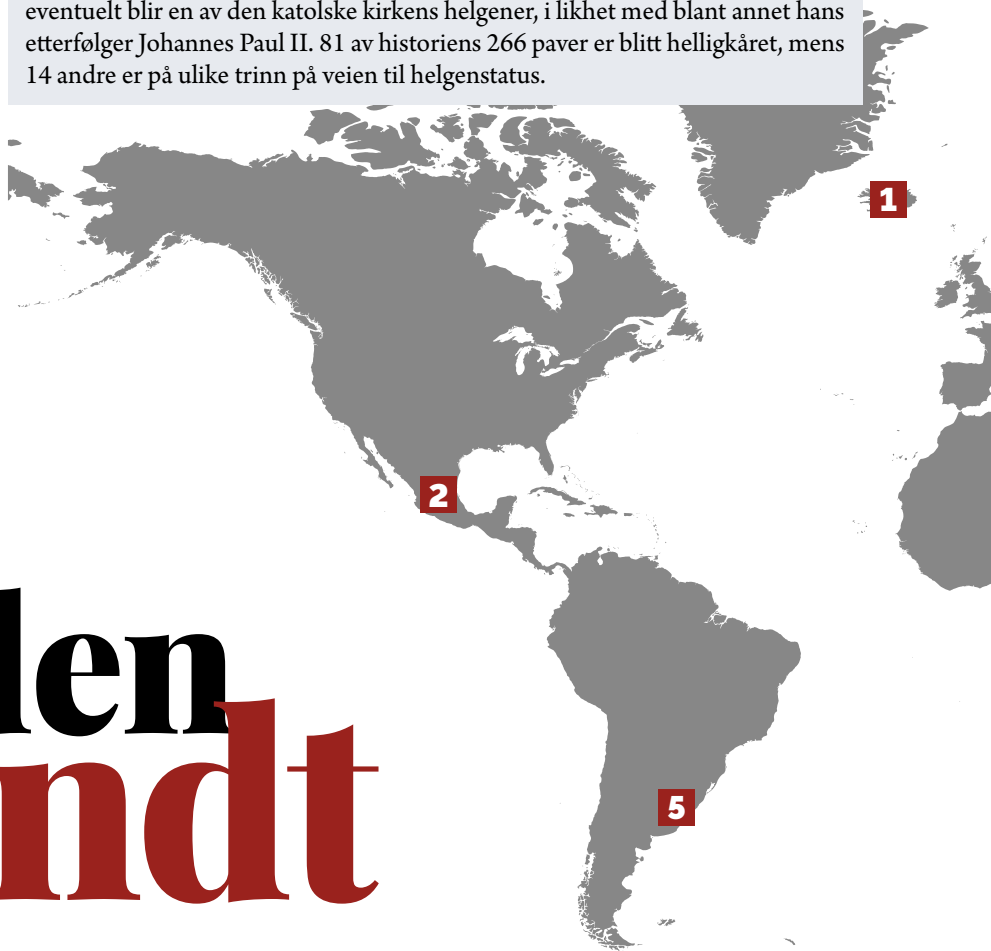 eventuelt blir en av den katolske kirkens helgener, i likhet med blant annet hans
etterfølger Johannes Paul II. 81 av historiens 266 paver er blitt helligkåret, mens
14 andre er på ulike trinn på veien til helgenstatus.
1
2
len
ndt
5